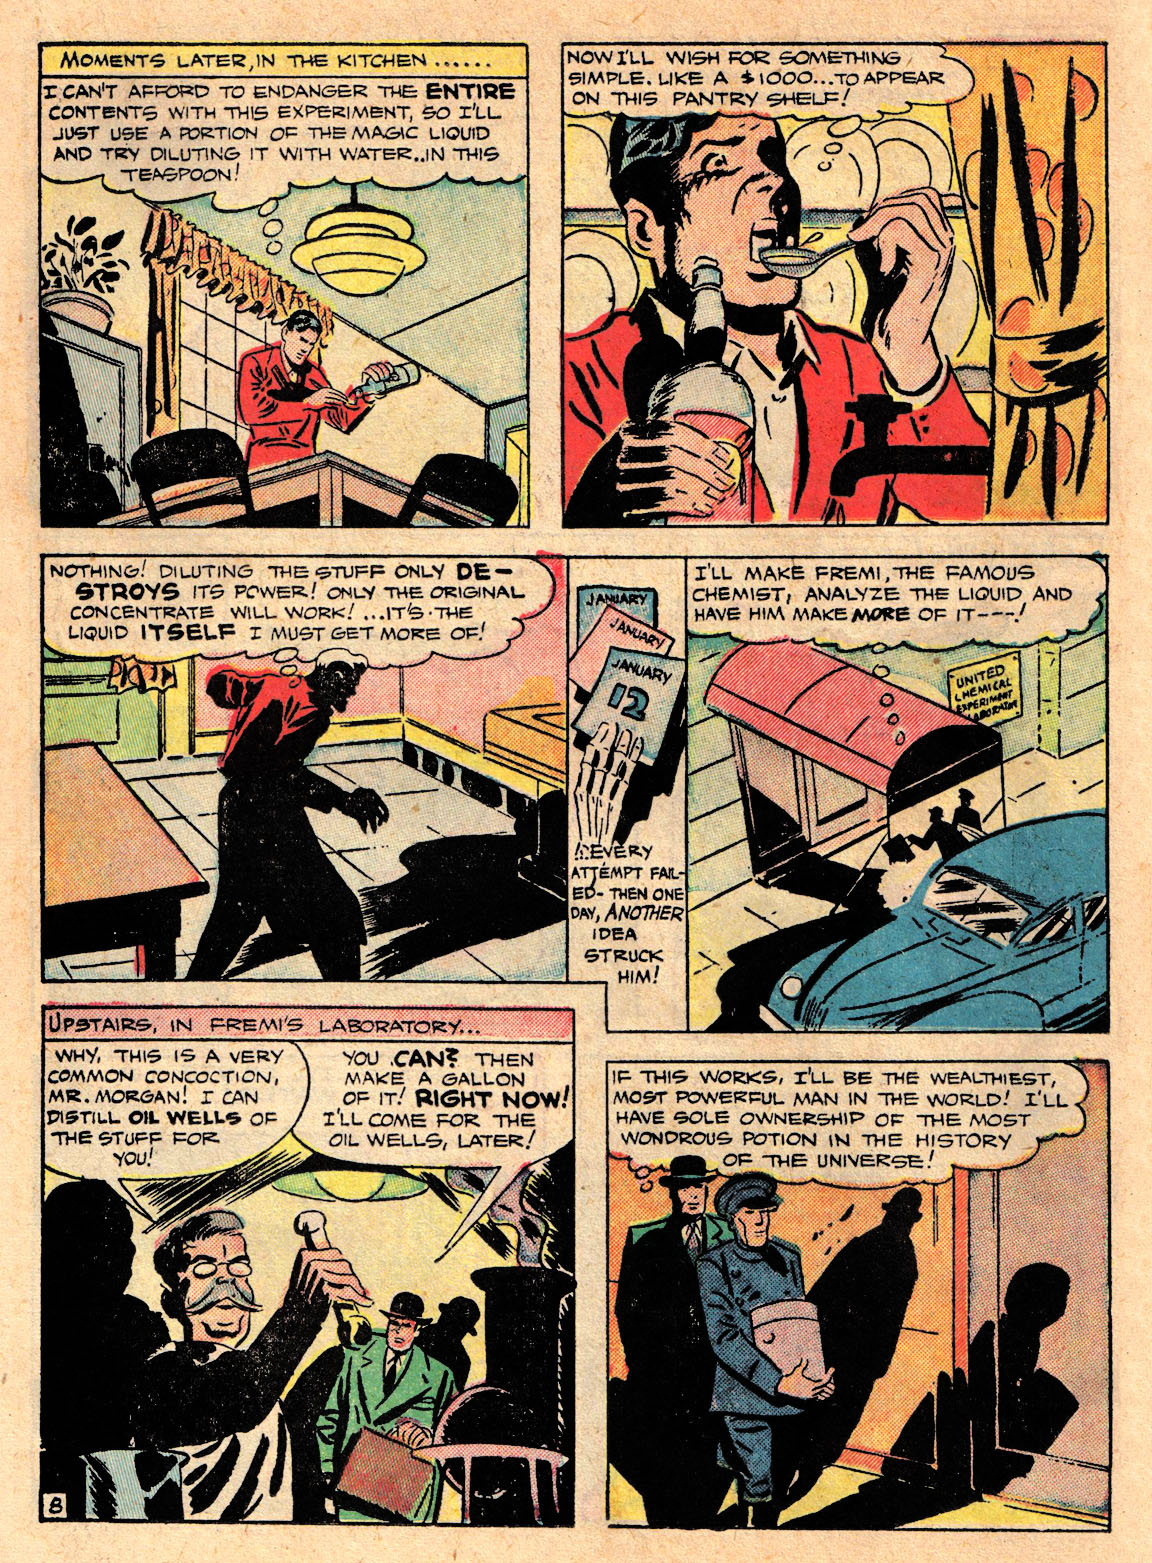 MOMENTS LATER, IN THE KITCHEN ......
I CAN'T AFFORD TO ENDANGER THE ENTIRE
CONTENTS WITH THIS EXPERIMENT, SO I'LL
JUST USE A PORTION OF THE MAGIC LIQUID
AND TRY DILUTING IT WITH WATER..IN THIS
TEASPOON!
NOW I'LL WISH FOR SOMETHING
SIMPLE. LIKE A $1000...TO APPEAR
ON THIS PANTRY SHELF!
NOTHING! DILUTING THE STUFF ONLY DE-
STROYS ITS POWER! ONLY THE ORIGINAL
CONCENTRATE WILL WORK! ...IT'S THE
LIQUID ITSELF I MUST GET MORE OF!
JANUARY
JANUARY
JANUARY
12
!?EVERY
ATTEMPT FAIL-
ED- THEN ONE
DAY, ANOTHER
IDEA
STRUCK
HIM!
I'LL MAKE FREMI, THE FAMOUS
CHEMIST, ANALYZE THE LIQUID AND
HAVE HIM MAKE MORE OF IT---!
UNITED
CHEMICAL
EXPERIMENT
UPSTAIRS, IN FREMI'S LABORATORY...
WHY, THIS IS A VERY
COMMON CONCOCTION,
MR. MORGAN! I CAN
DISTILL OIL WELLS OF
THE STUFF FOR
YOU!
YOU CAN? THEN
MAKE A GALLON
OF IT! RIGHT NOW!
I'LL COME FOR THE
OIL WELLS, LATER!
IF THIS WORKS, I'LL BE THE WEALTHIEST,
MOST POWERFUL MAN IN THE WORLD! I'LL
HAVE SOLE OWNERSHIP OF THE MOST
WONDROUS POTION IN THE HISTORY
OF THE UNIVERSE!
8